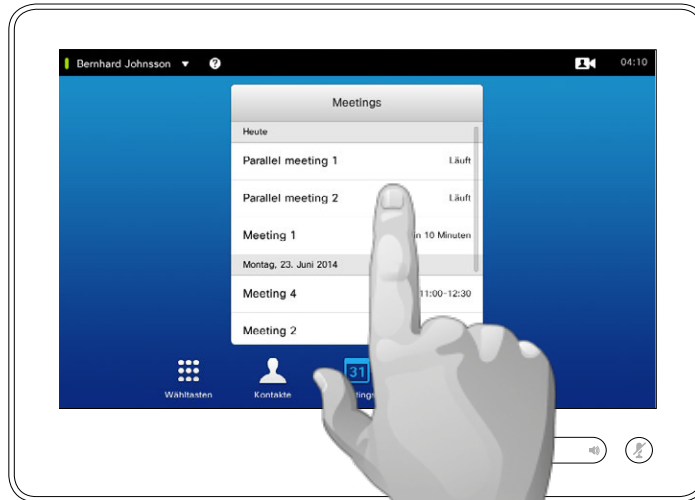 Bernhard Johnsson
04:10
Meetings
Heute
Parallel meeting 1 Läuft
Parallel meeting 2 Läuft
Meeting 1 in 10 Minuten
Montag, 23. Juni 2014
Meeting 4 11:00-12:30
Meeting 2
31
Wähltasten Kontakte